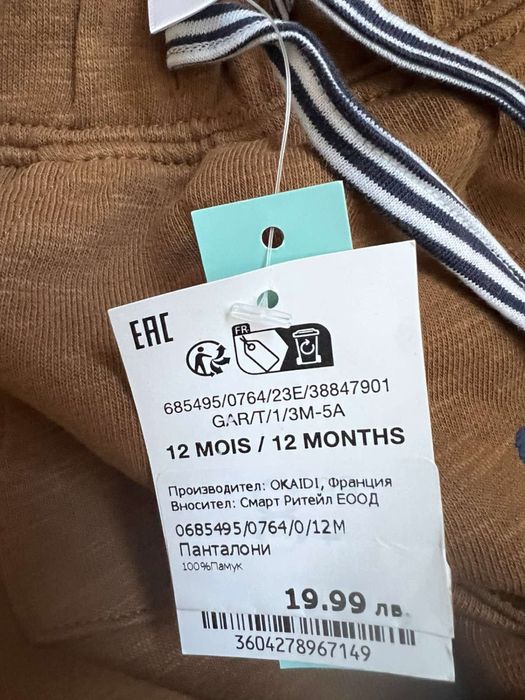 EAC
FR
685495/0764/23E/38847901
GAR/T/1/3M-5A
12 MOIS / 12 MONTHS
Производител: OKAIDI, Франция
Вносител: Смарт Ритейл ЕООД
0685495/0764/0/12M
Панталони
100%Памук
19.99 лв.
3604278967149